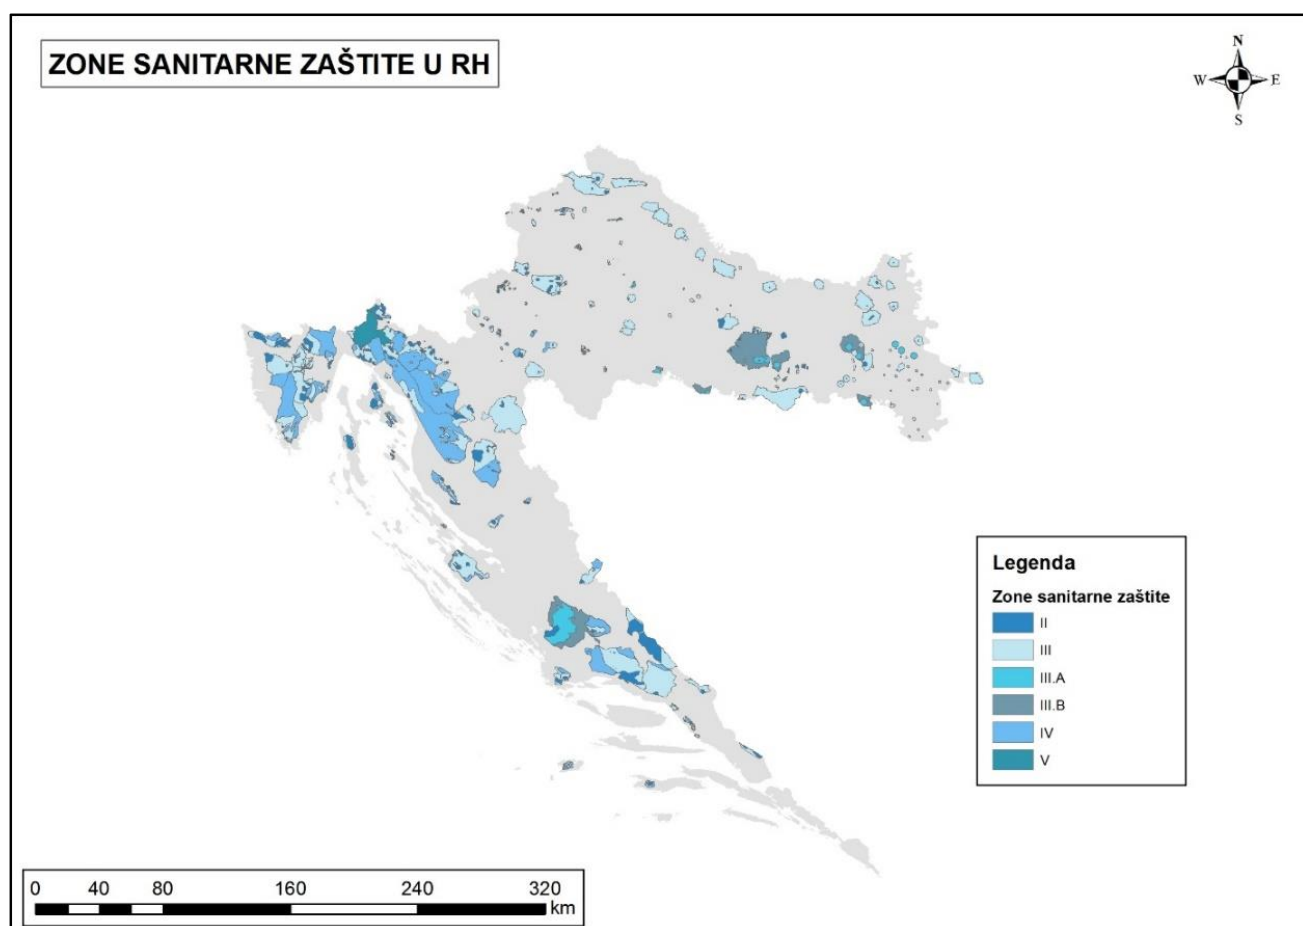 ZONE SANITARNE ZAŠTITE U RH
N
W E
S
Legenda
Zone sanitarne zaštite
II
III
III.A
III.B
IV
V
0 40 80 160 240 320
km